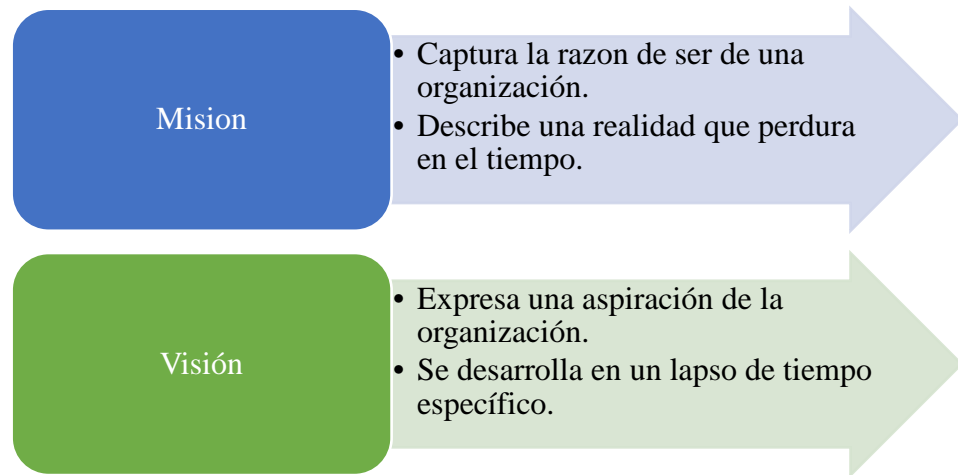 Mision
• Captura la razon de ser de una
organización.
• Describe una realidad que perdura
en el tiempo.
Visión
• Expresa una aspiración de la
organización.
• Se desarrolla en un lapso de tiempo
específico.